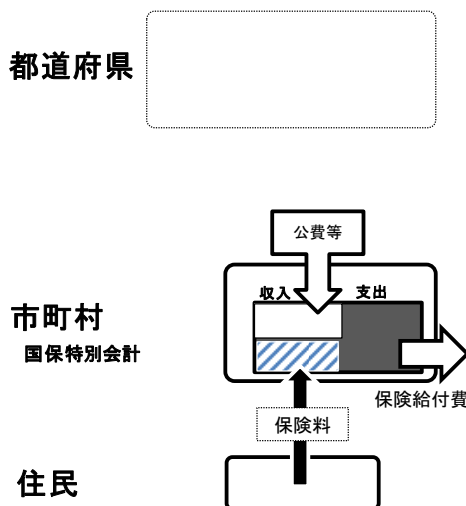 都道府県
公費等
収入
支出
市町村
国保特別会計
保険給付費
保険料
住民